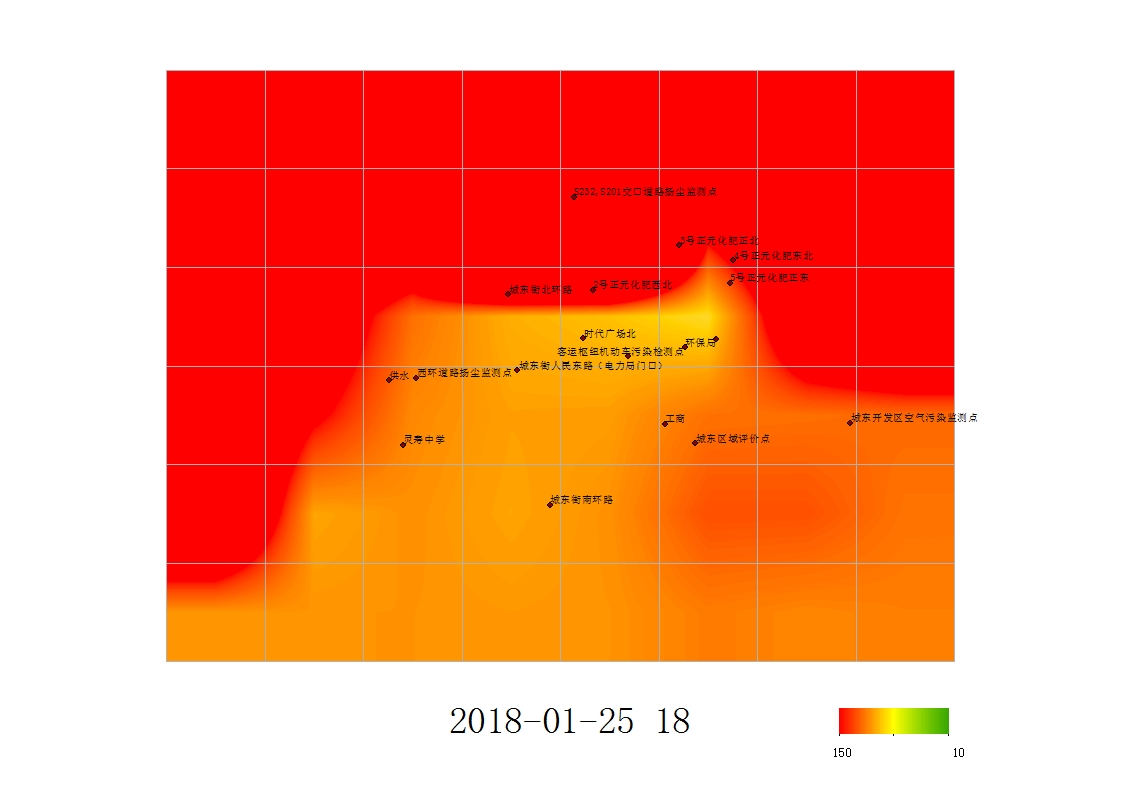 S232,S201交口道路扬尘监测点
3号正元化肥正北
4号正元化肥东北
5号正元化肥正东
2号正元化肥西北
城东街北环路
时代广场北
环保局
客运枢纽机动车污染检测点
城东街人民东路（电力局门口）
供水
西环道路扬尘监测点
工商
城东开发区空气污染监测点
城东区域评价点
灵寿中学
城东街南环路
2018-01-25 18
150
10